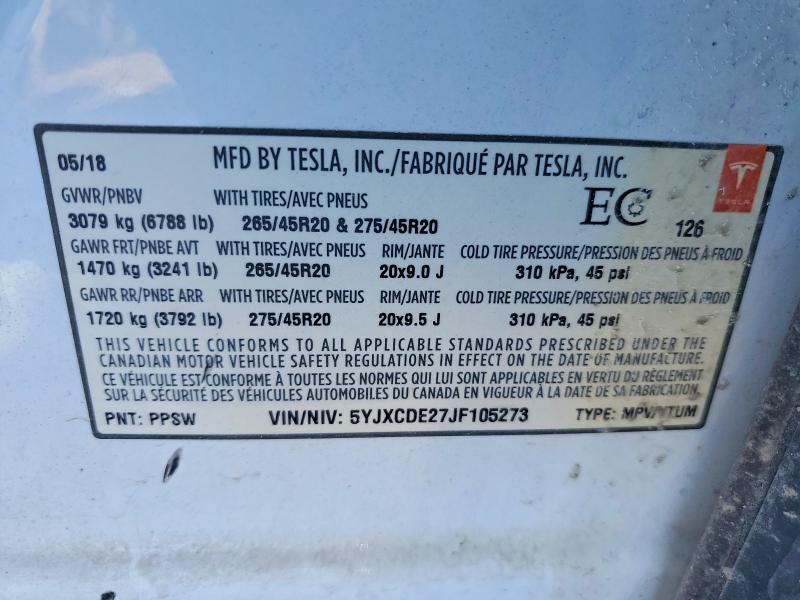 05/18 MFD BY TESLA, INC./FABRIQUÉ PAR TESLA, INC.
TESLA
GVWR/PNBV WITH TIRES/AVEC PNEUS
3079 kg (6788 lb) 265/45R20 & 275/45R20 EC 126
GAWR FRT/PNBE AVT WITH TIRES/AVEC PNEUS RIM/JANTE COLD TIRE PRESSURE/PRESSION DES PNEUS À FROID
1470 kg (3241 lb) 265/45R20 20x9.0 J 310 kPa, 45 psi
GAWR RR/PNBE ARR WITH TIRES/AVEC PNEUS RIM/JANTE COLD TIRE PRESSURE/PRESSION DES PNEUS À FROID
1720 kg (3792 lb) 275/45R20 20x9.5 J 310 kPa, 45 psi
THIS VEHICLE CONFORMS TO ALL APPLICABLE STANDARDS PRESCRIBED UNDER THE
CANADIAN MOTOR VEHICLE SAFETY REGULATIONS IN EFFECT ON THE DATE OF MANUFACTURE.
CE VÉHICULE EST CONFORME À TOUTES LES NORMES QUI LUI SONT APPLICABLES EN VERTU DU RÈGLEMENT
SUR LA SÉCURITÉ DES VÉHICULES AUTOMOBILES DU CANADA EN VIGUEUR À LA DATE DE SA FABRICATION.
PNT: PPSW VIN/NIV: 5YJXCDE27JF105273 TYPE: MPV/VTUM